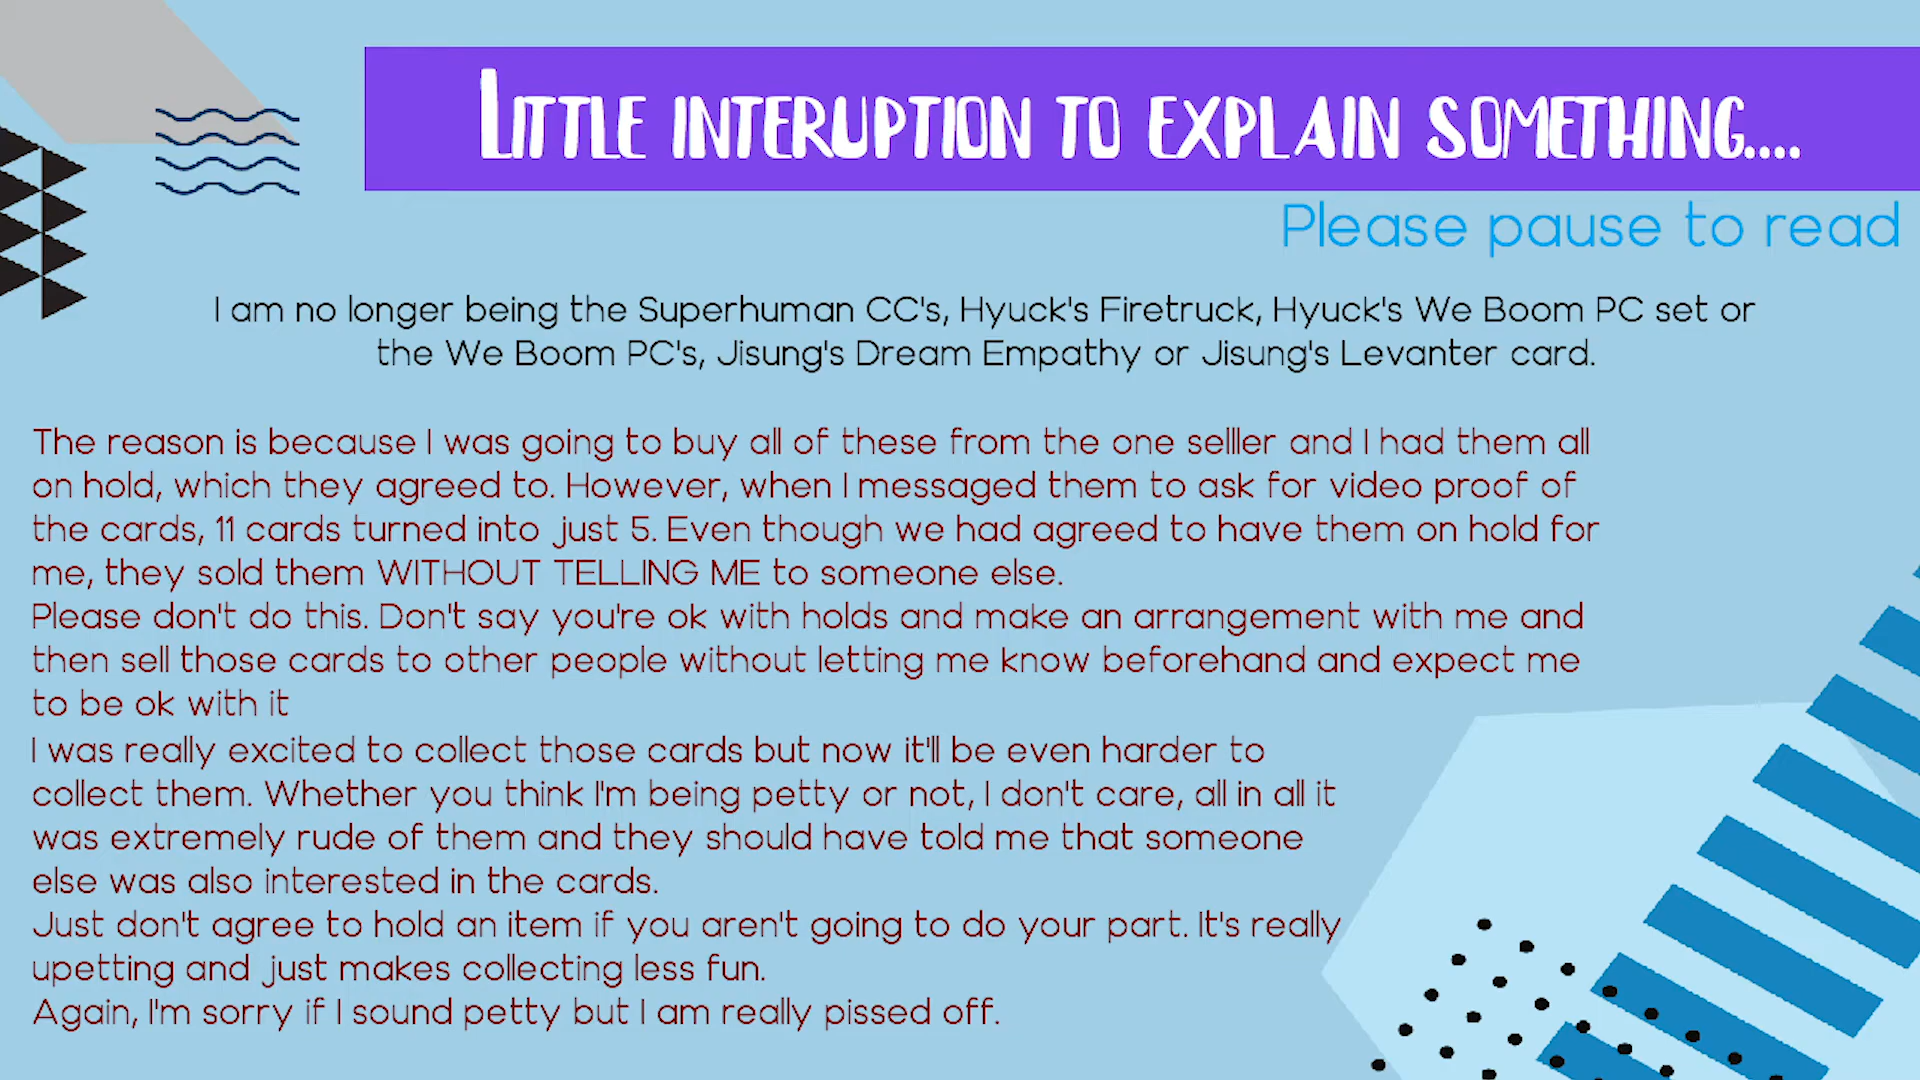 LITTLE INTERUPTION TO EXPLAIN SOMETHING....
Please pause to read
I am no longer being the Superhuman CC's, Hyuck's Firetruck, Hyuck's We Boom PC set or
the We Boom PC's, Jisung's Dream Empathy or Jisung's Levanter card.
The reason is because I was going to buy all of these from the one selller and I had them all
on hold, which they agreed to. However, when I messaged them to ask for video proof of
the cards, 11 cards turned into just 5. Even though we had agreed to have them on hold for
me, they sold them WITHOUT TELLING ME to someone else.
Please don't do this. Don't say you're ok with holds and make an arrangement with me and
then sell those cards to other people without letting me know beforehand and expect me
to be ok with it
I was really excited to collect those cards but now it'll be even harder to
collect them. Whether you think I'm being petty or not, I don't care, all in all it
was extremely rude of them and they should have told me that someone
else was also interested in the cards.
Just don't agree to hold an item if you aren't going to do your part. It's really
upetting and just makes collecting less fun.
Again, I'm sorry if I sound petty but I am really pissed off.